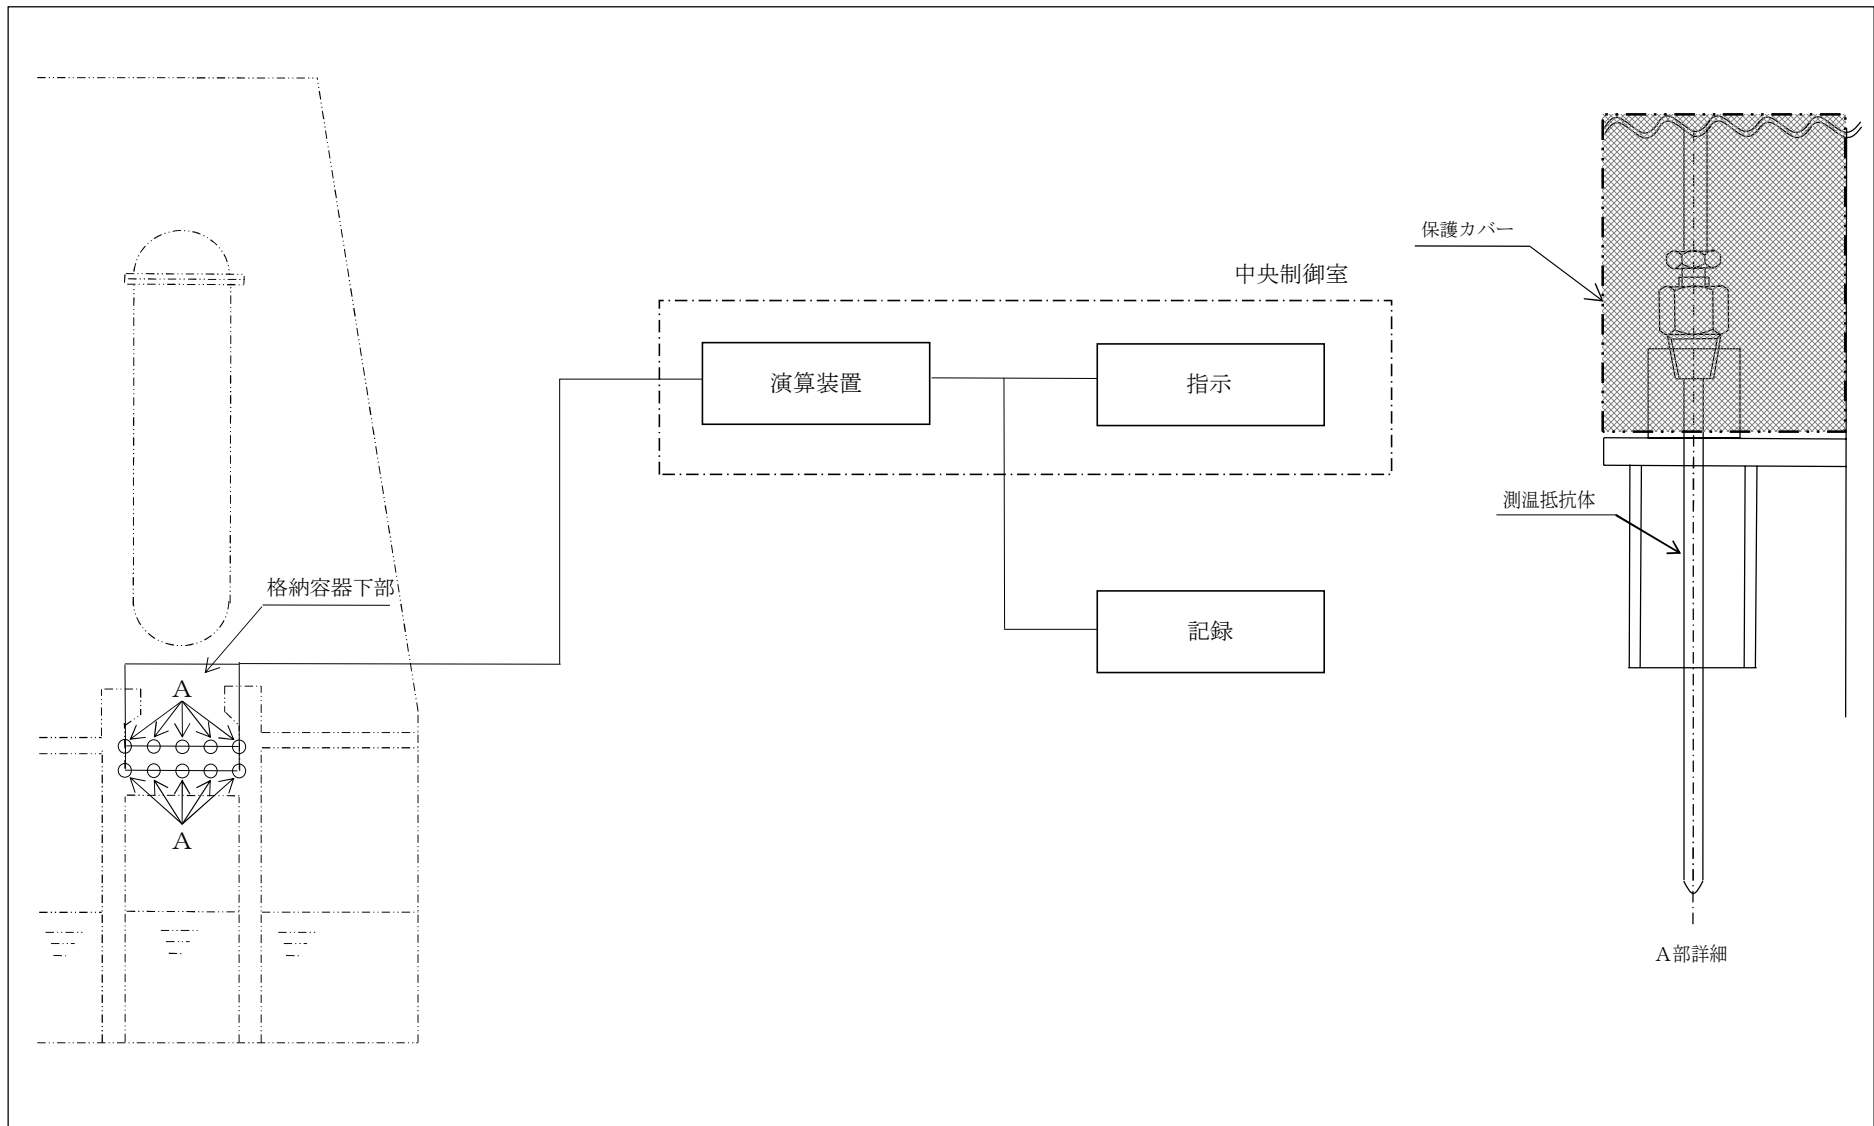 保護カバー
中央制御室
演算装置
指示
測温抵抗体
格納容器下部
記録
A
A
A部詳細